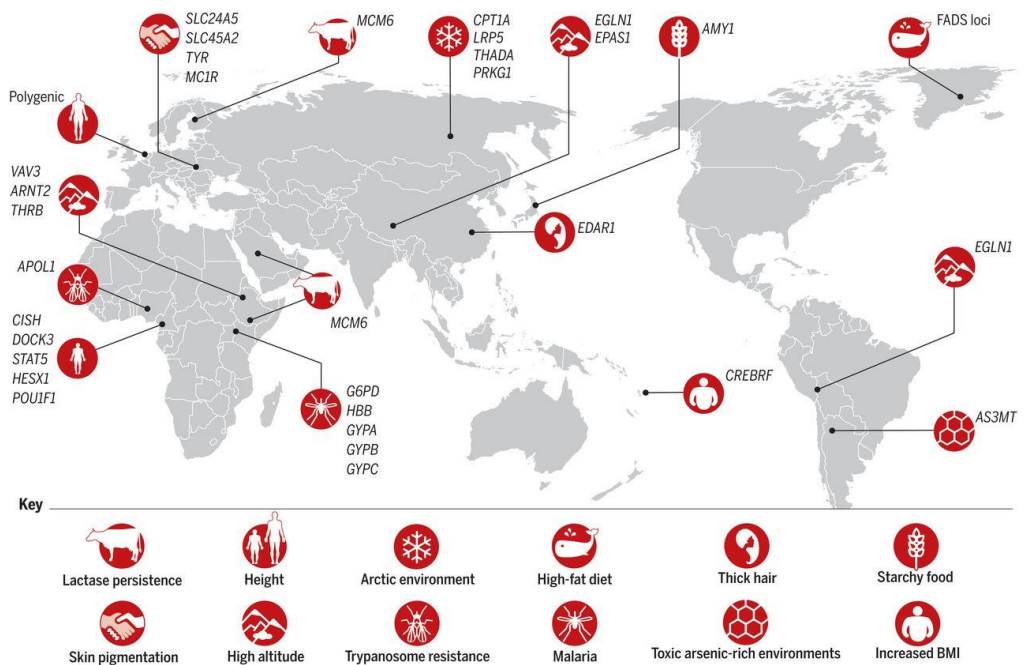 SLC24A5
SLC45A2
TYR
MC1R
MCM6
CPT1A
LRP5
THADA
PRKG1
EGLN1
EPAS1
AMY1
FADS loci
Polygenic
VAV3
ARNT2
THRB
EDAR1
EGLN1
APOL1
MCM6
CISH
DOCK3
STAT5
HESX1
POU1F1
G6PD
HBB
GYPA
GYPB
GYPC
CREBRF
AS3MT
Key
Lactase persistence
Height
Arctic environment
High-fat diet
Thick hair
Starchy food
Skin pigmentation
High altitude
Trypanosome resistance
Malaria
Toxic arsenic-rich environments
Increased BMI